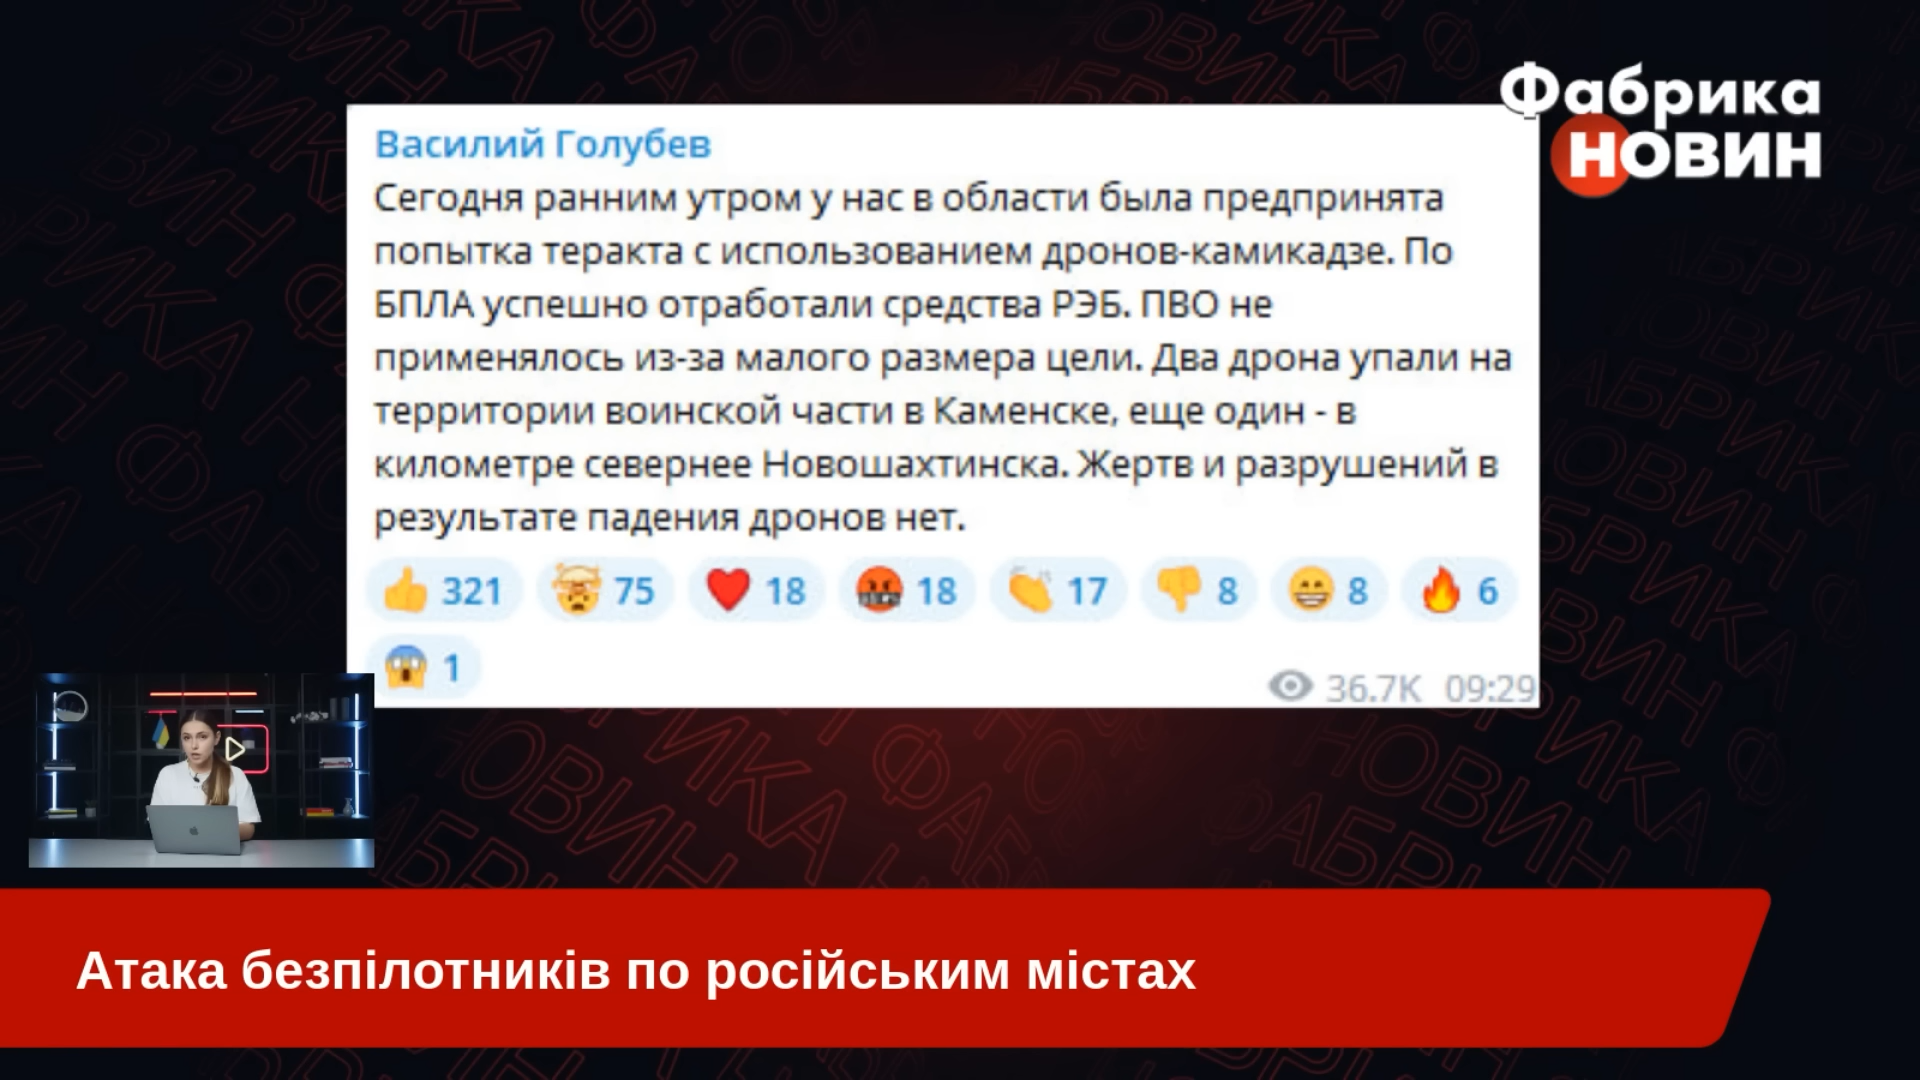 Фабрика
новин
Василий Голубев
Сегодня ранним утром у нас в области была предпринята
попытка теракта с использованием дронов-камикадзе. По
БПЛА успешно отработали средства РЭБ. ПВО не
применялось из-за малого размера цели. Два дрона упали на
территории воинской части в Каменске, еще один - в
километре севернее Новошахтинска. Жертв и разрушений в
результате падения дронов нет.
321 75 18 18 17 8 8 6
1
36.7K 09:29
Атака безпілотників по російським містах